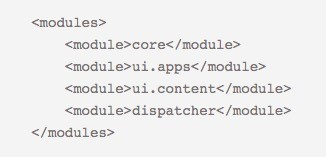 <modules>
    <module>core</module>
    <module>ui.apps</module>
    <module>ui.content</module>
    <module>dispatcher</module>
</modules>